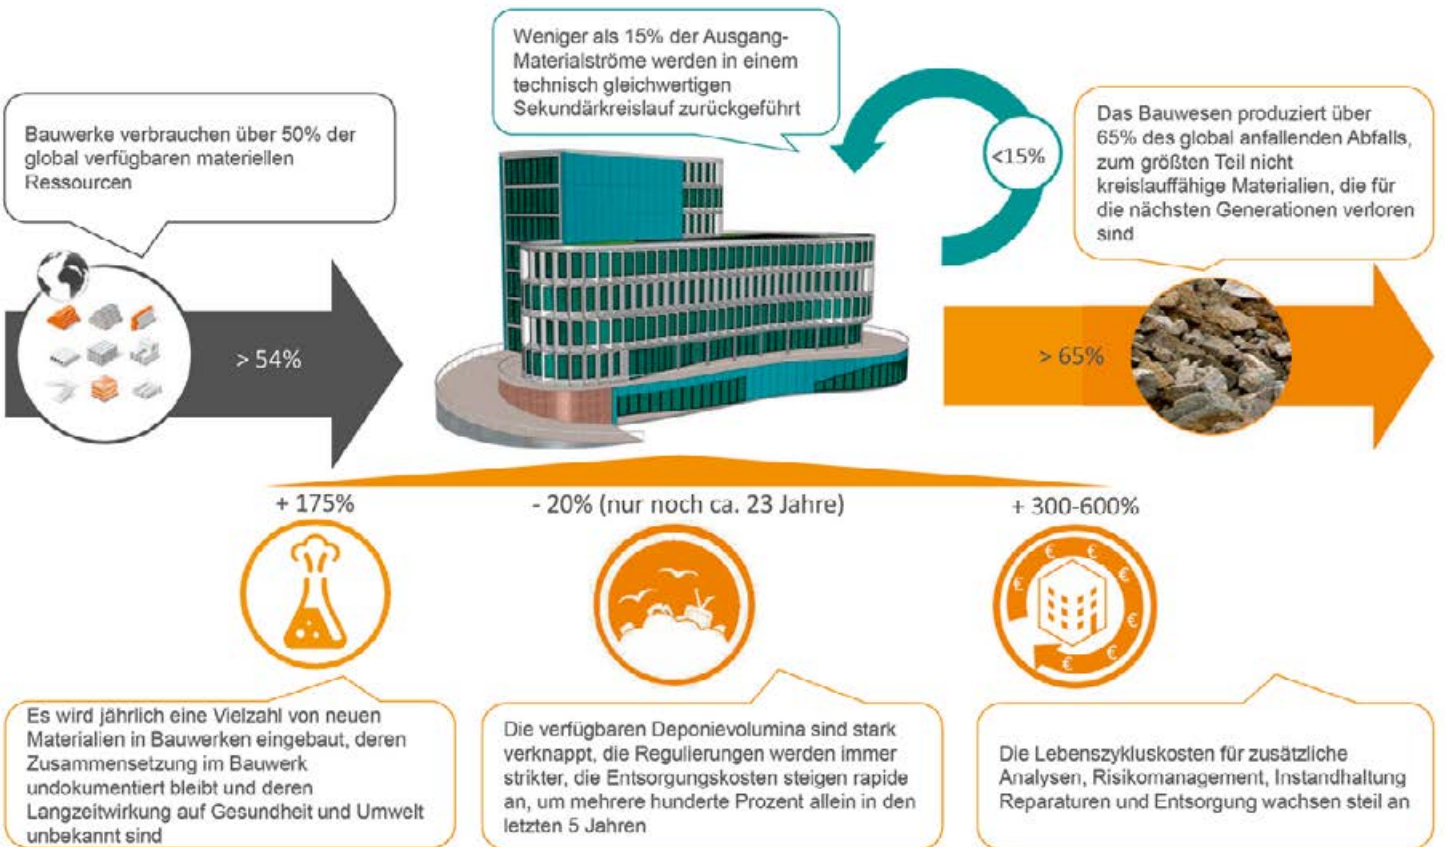 Weniger als 15% der Ausgang-
Materialströme werden in einem
technisch gleichwertigen
Sekundärkreislauf zurückgeführt
Bauwerke verbrauchen über 50% der
global verfügbaren materiellen
Ressourcen
<15%
Das Bauwesen produziert über
65% des global anfallenden Abfalls,
zum größten Teil nicht
kreislauffähige Materialien, die für
die nächsten Generationen verloren
sind
> 54%
> 65%
+ 175%
- 20% (nur noch ca. 23 Jahre)
+ 300-600%
€ € € € € € € €
Es wird jährlich eine Vielzahl von neuen
Materialien in Bauwerken eingebaut, deren
Zusammensetzung im Bauwerk
undokumentiert bleibt und deren
Langzeitwirkung auf Gesundheit und Umwelt
unbekannt sind
Die verfügbaren Deponievolumina sind stark
verknappt, die Regulierungen werden immer
strikter, die Entsorgungskosten steigen rapide
an, um mehrere hunderte Prozent allein in den
letzten 5 Jahren
Die Lebenszykluskosten für zusätzliche
Analysen, Risikomanagement, Instandhaltung
Reparaturen und Entsorgung wachsen steil an